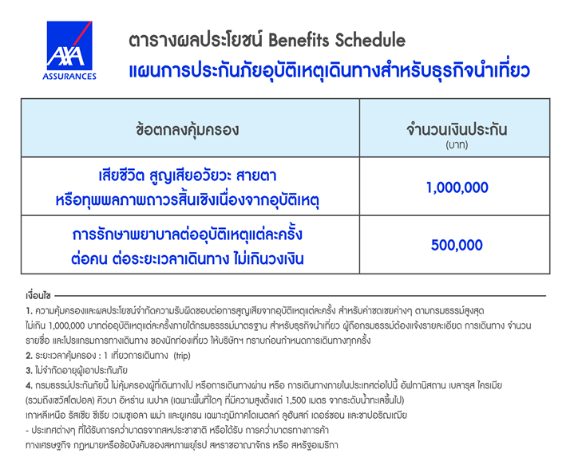 AXA
ASSURANCES
ตารางผลประโยชน์ Benefits Schedule
แผนการประกันภัยอุบัติเหตุเดินทางสำหรับธุรกิจนำเที่ยว
ข้อตกลงคุ้มครอง
จำนวนเงินประกัน
(บาท)
เสียชีวิต สูญเสียอวัยวะ สายตา
หรือทุพพลภาพถาวรสิ้นเชิงเนื่องจากอุบัติเหตุ
1,000,000
การรักษาพยาบาลต่ออุบัติเหตุแต่ละครั้ง
ต่อคน ต่อระยะเวลาเดินทาง ไม่เกินวงเงิน
500,000
เงื่อนไข
1. ความคุ้มครองและผลประโยชน์จำกัดความรับผิดชอบต่อการสูญเสียจากอุบัติเหตุแต่ละครั้ง สำหรับค่าชดเชยต่างๆ ตามกรมธรรม์สูงสุด
ไม่เกิน 1,000,000 บาทต่ออุบัติเหตุแต่ละครั้งภายใต้กรมธรรม์มาตรฐาน สำหรับธุรกิจนำเที่ยว ผู้ถือกรมธรรม์ต้องแจ้งรายละเอียด การเดินทาง จำนวน
รายชื่อ และโปรแกรมการทางเดินทาง ของนักท่องเที่ยว ให้บริษัทฯ ทราบก่อนกำหนดการเดินทางทุกครั้ง
2. ระยะเวลาคุ้มครอง : 1 เที่ยวการเดินทาง (trip)
3. ไม่จำกัดอายุผู้เอาประกันภัย
4. กรมธรรม์ประกันภัยนี้ ไม่คุ้มครองผู้ที่เดินทางไป หรือการเดินทางผ่าน หรือ การเดินทางภายในประเทศต่อไปนี้ อัฟกานิสถาน เบลารุส ไครเมีย
(รวมถึงเซวัสโตปอล) คิวบา อิหร่าน เนปาล (เฉพาะพื้นที่ใดๆ ที่มีความสูงตั้งแต่ 1,500 เมตร จากระดับน้ำทะเลขึ้นไป)
เกาหลีเหนือ รัสเซีย ซีเรีย เวเนซุเอลา พม่า และยูเครน เฉพาะภูมิภาคโดเนตสก์ ลูฮันสก์ เคอร์ซอน และซาปอริซเณีย
- ประเทศต่างๆ ที่ได้รับการคว่ำบาตรจากสหประชาชาติ หรือได้รับ การคว่ำบาตรทางการค้า
ทางเศรษฐกิจ กฎหมายหรือข้อบังคับของสหภาพยุโรป สหราชอาณาจักร หรือ สหรัฐอเมริกา